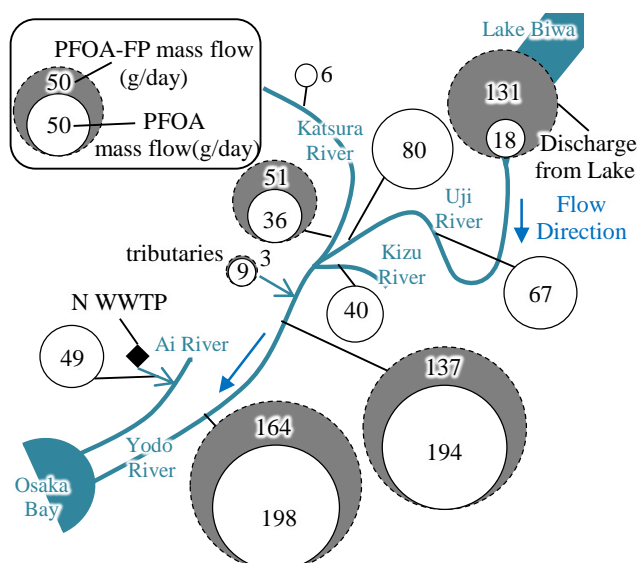 PFOA-FP mass flow
(g/day)
50
50
PFOA
mass flow(g/day)
6
Katsura
River
Lake Biwa
131
18
Discharge
from Lake
80
51
36
Uji
River
Flow
Direction
tributaries
9
3
Kizu
River
40
67
N WWTP
49
Ai River
137
194
164
198
Yodo
River
Osaka
Bay